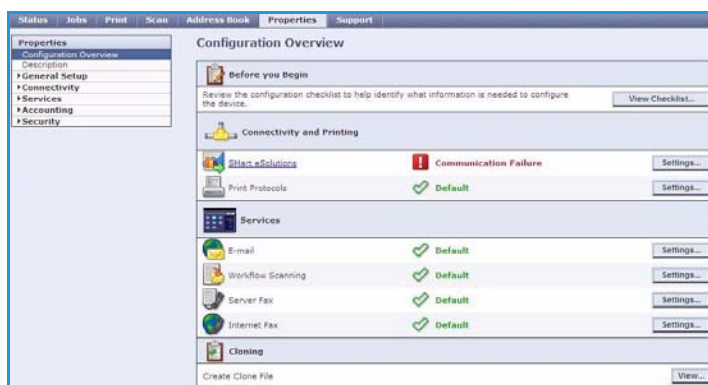 Status Jobs Print Scan Address Book Properties Support
Properties
Configuration Overview
Description
General Setup
Connectivity
Services
Accounting
Security
Configuration Overview
Before you Begin
Review the configuration checklist to help identify what information is needed to configure
the device.
View Checklist...
Connectivity and Printing
SMart eSolutions Communication Failure Settings...
Print Protocols Default Settings...
Services
E-mail Default Settings...
Workflow Scanning Default Settings...
Server Fax Default Settings...
Internet Fax Default Settings...
Cloning
Create Clone File View...